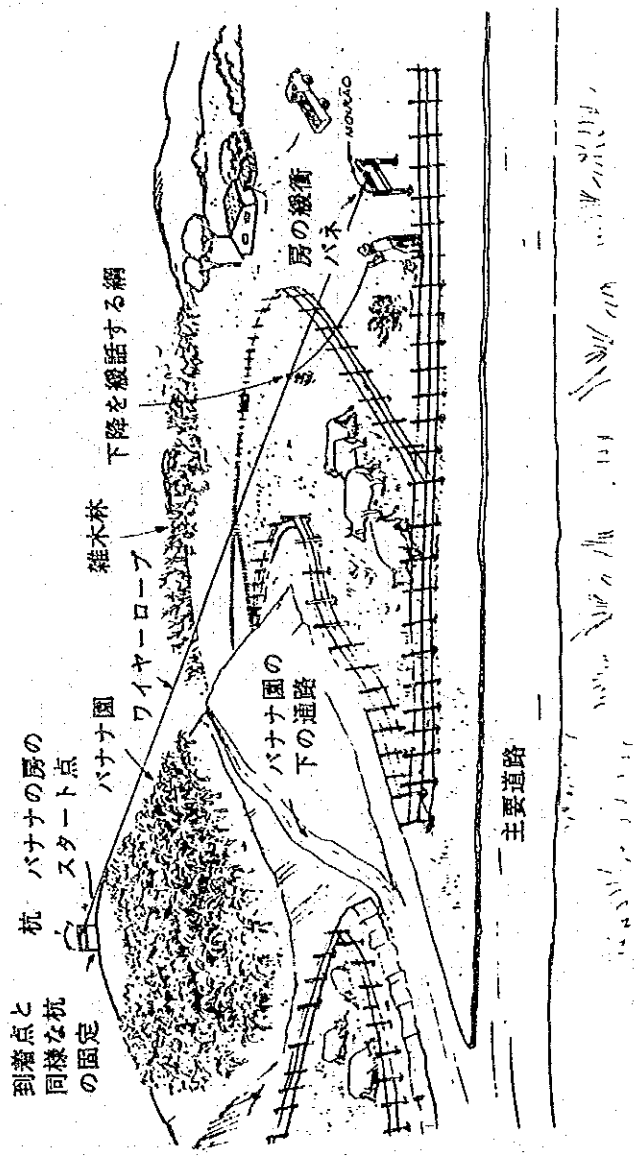 到着点と
同様な杭
の固定
杭
バナナの房の
スタート点
バナナ園
ワイヤーロープ
雑木林
下降を緩話する綱
房の緩衝
バネ
MOURÃO
バナナ園の
下の通路
主要道路